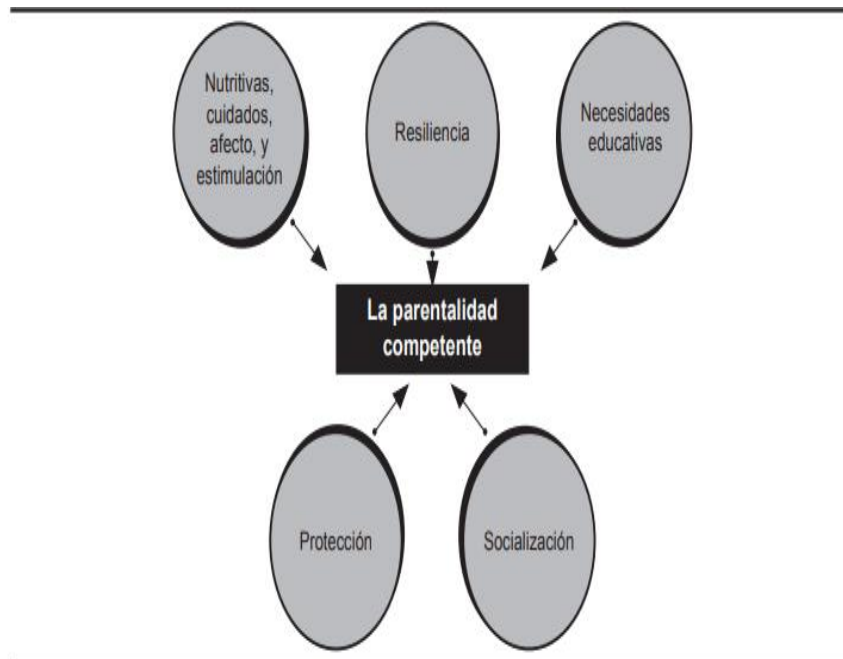 Nutritivas,
cuidados,
afecto, y
estimulación
Resiliencia
Necesidades
educativas
La parentalidad
competente
Protección
Socialización